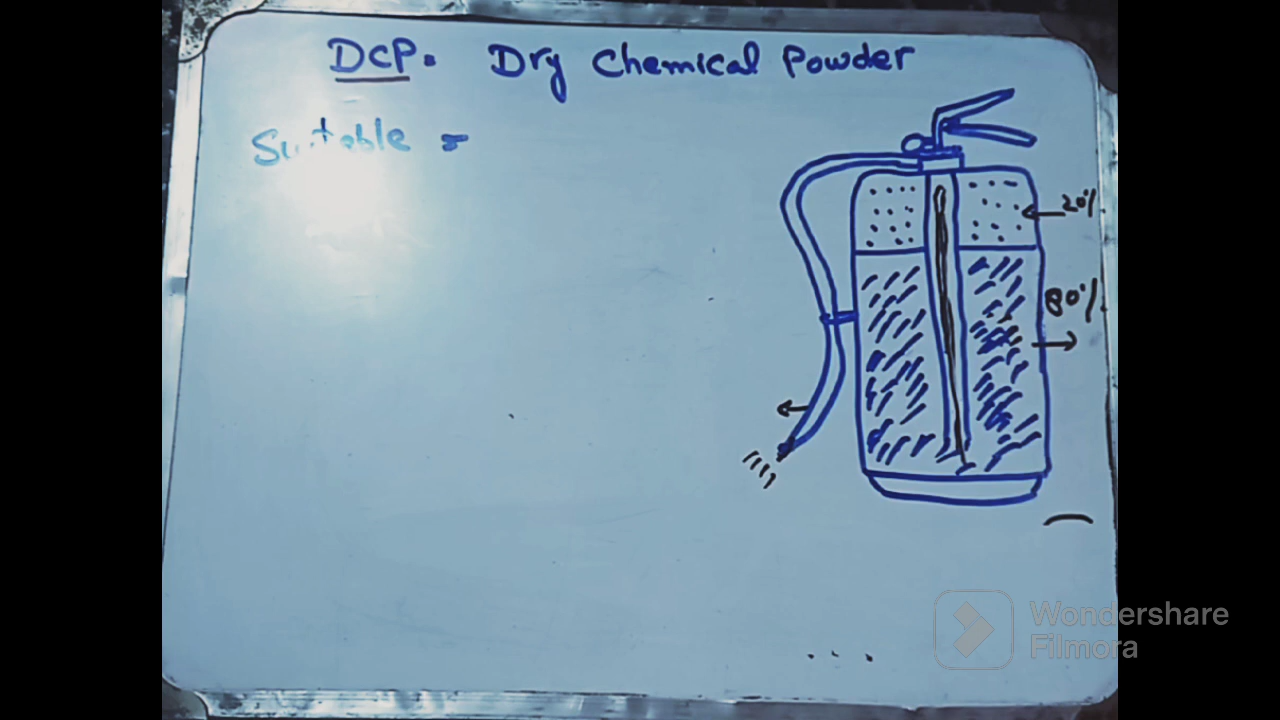 DCP. Dry Chemical Powder
Suitable =
20%
80%
Wondershare
Filmora